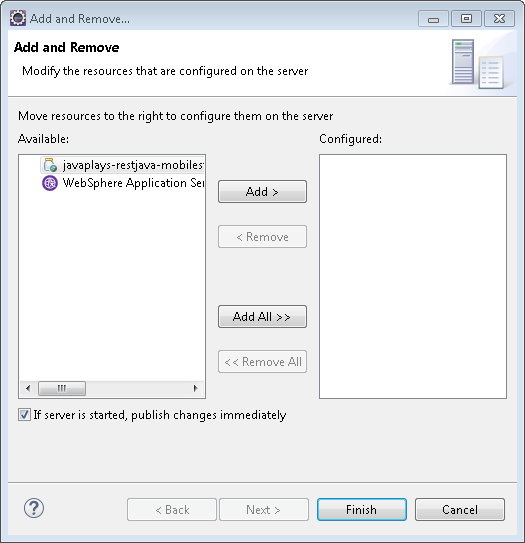 Add and Remove...
Add and Remove
Modify the resources that are configured on the server
Move resources to the right to configure them on the server
Available:
Configured:
javaplays-restjava-mobiles
WebSphere Application Ser
Add >
< Remove
Add All >>
<< Remove All
If server is started, publish changes immediately
?
< Back
Next >
Finish
Cancel